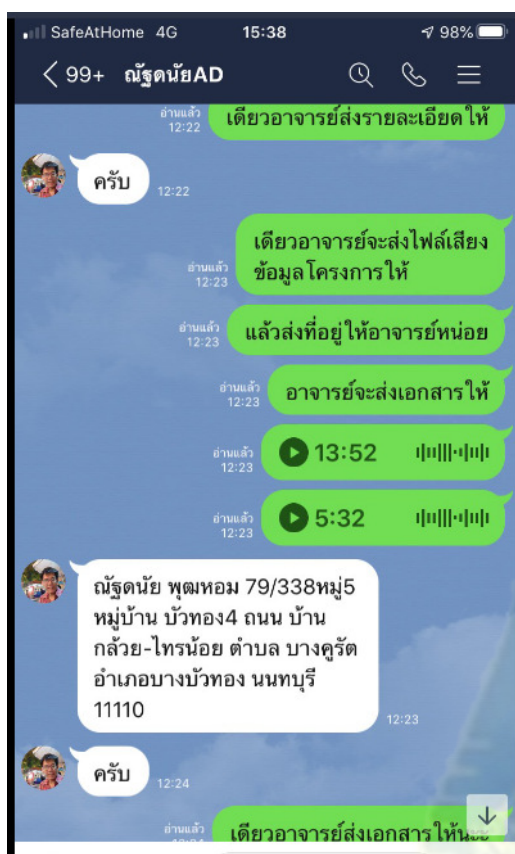 SafeAtHome 4G 15:38 98%
99+ ณัฐดนัยAD
อ่านแล้ว
12:22
เดียวอาจารย์ส่งรายละเอียดให้
ครับ
12:22
เดียวอาจารย์จะส่งไฟล์เสียง
ข้อมูลโครงการให้
อ่านแล้ว
12:23
แล้วส่งที่อยู่ให้อาจารย์หน่อย
อ่านแล้ว
12:23
อาจารย์จะส่งเอกสารให้
อ่านแล้ว
12:23
13:52
อ่านแล้ว
12:23
5:32
อ่านแล้ว
12:23
ณัฐดนัย พุฒหอม 79/338หมู่5
หมู่บ้าน บัวทอง4 ถนน บ้าน
กล้วย-ไทรน้อย ตำบล บางคูรัต
อำเภอบางบัวทอง นนทบุรี
11110
12:23
ครับ
12:24
อ่านแล้ว
เดียวอาจารย์ส่งเอกสารให้